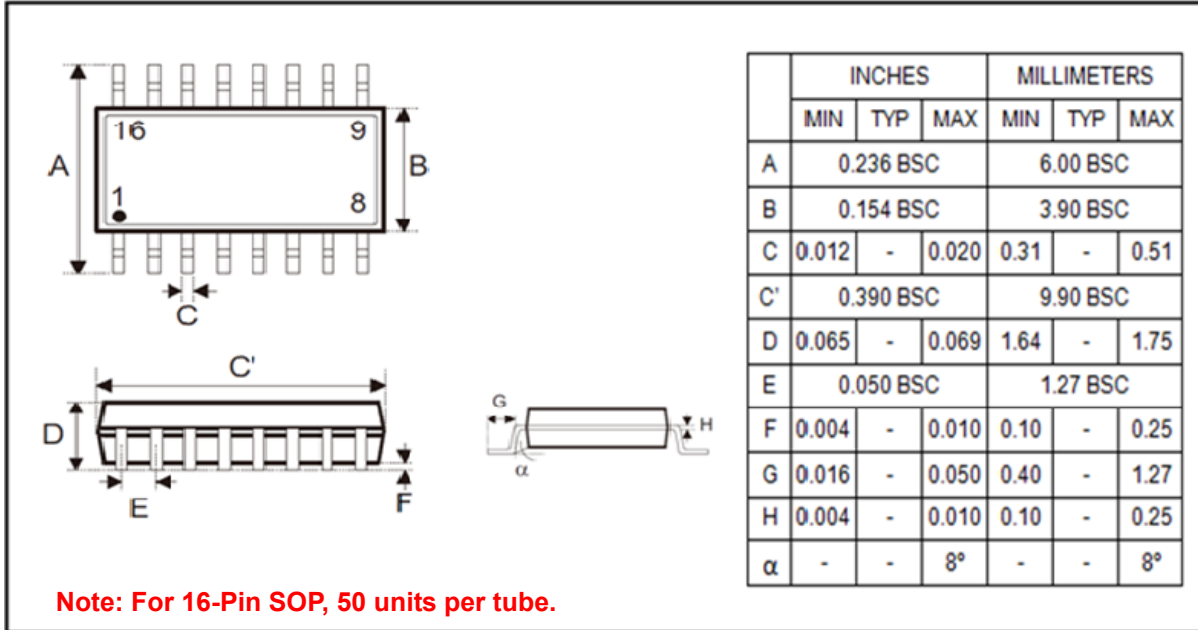 A
16 9
1 8
B
C
C'
D
E
F
G
H
α
INCHES MILLIMETERS
MIN TYP MAX MIN TYP MAX
A 0.236 BSC 6.00 BSC
B 0.154 BSC 3.90 BSC
C 0.012 - 0.020 0.31 - 0.51
C' 0.390 BSC 9.90 BSC
D 0.065 - 0.069 1.64 - 1.75
E 0.050 BSC 1.27 BSC
F 0.004 - 0.010 0.10 - 0.25
G 0.016 - 0.050 0.40 - 1.27
H 0.004 - 0.010 0.10 - 0.25
α - - 8º - - 8º
Note: For 16-Pin SOP, 50 units per tube.